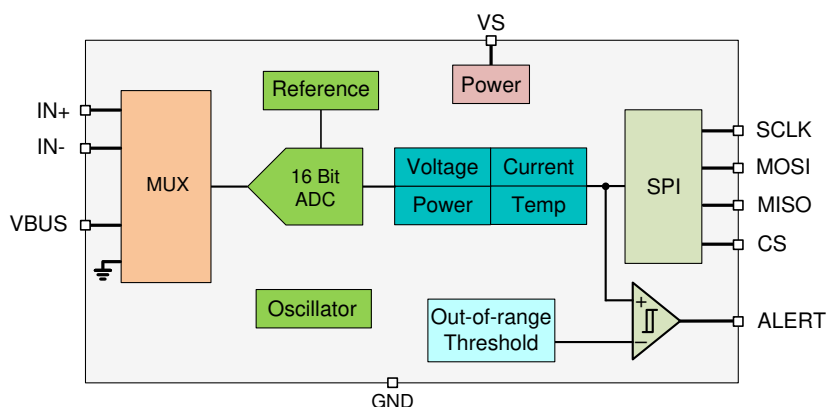 VS
Power
Reference
IN+
IN-
VBUS
MUX
16 Bit
ADC
Voltage
Current
Power
Temp
SPI
SCLK
MOSI
MISO
CS
Oscillator
Out-of-range
Threshold
+
−
ALERT
GND